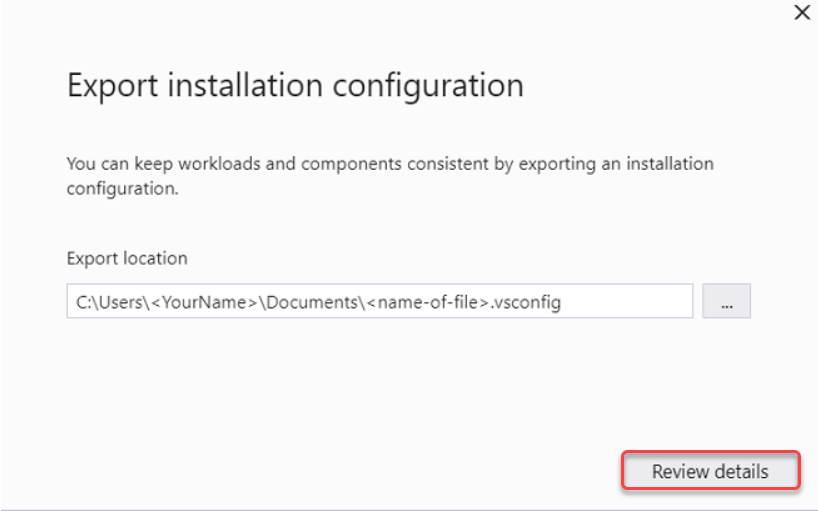 Export installation configuration
You can keep workloads and components consistent by exporting an installation
configuration.
Export location
C:\Users\<YourName>\Documents\<name-of-file>.vsconfig
...
Review details